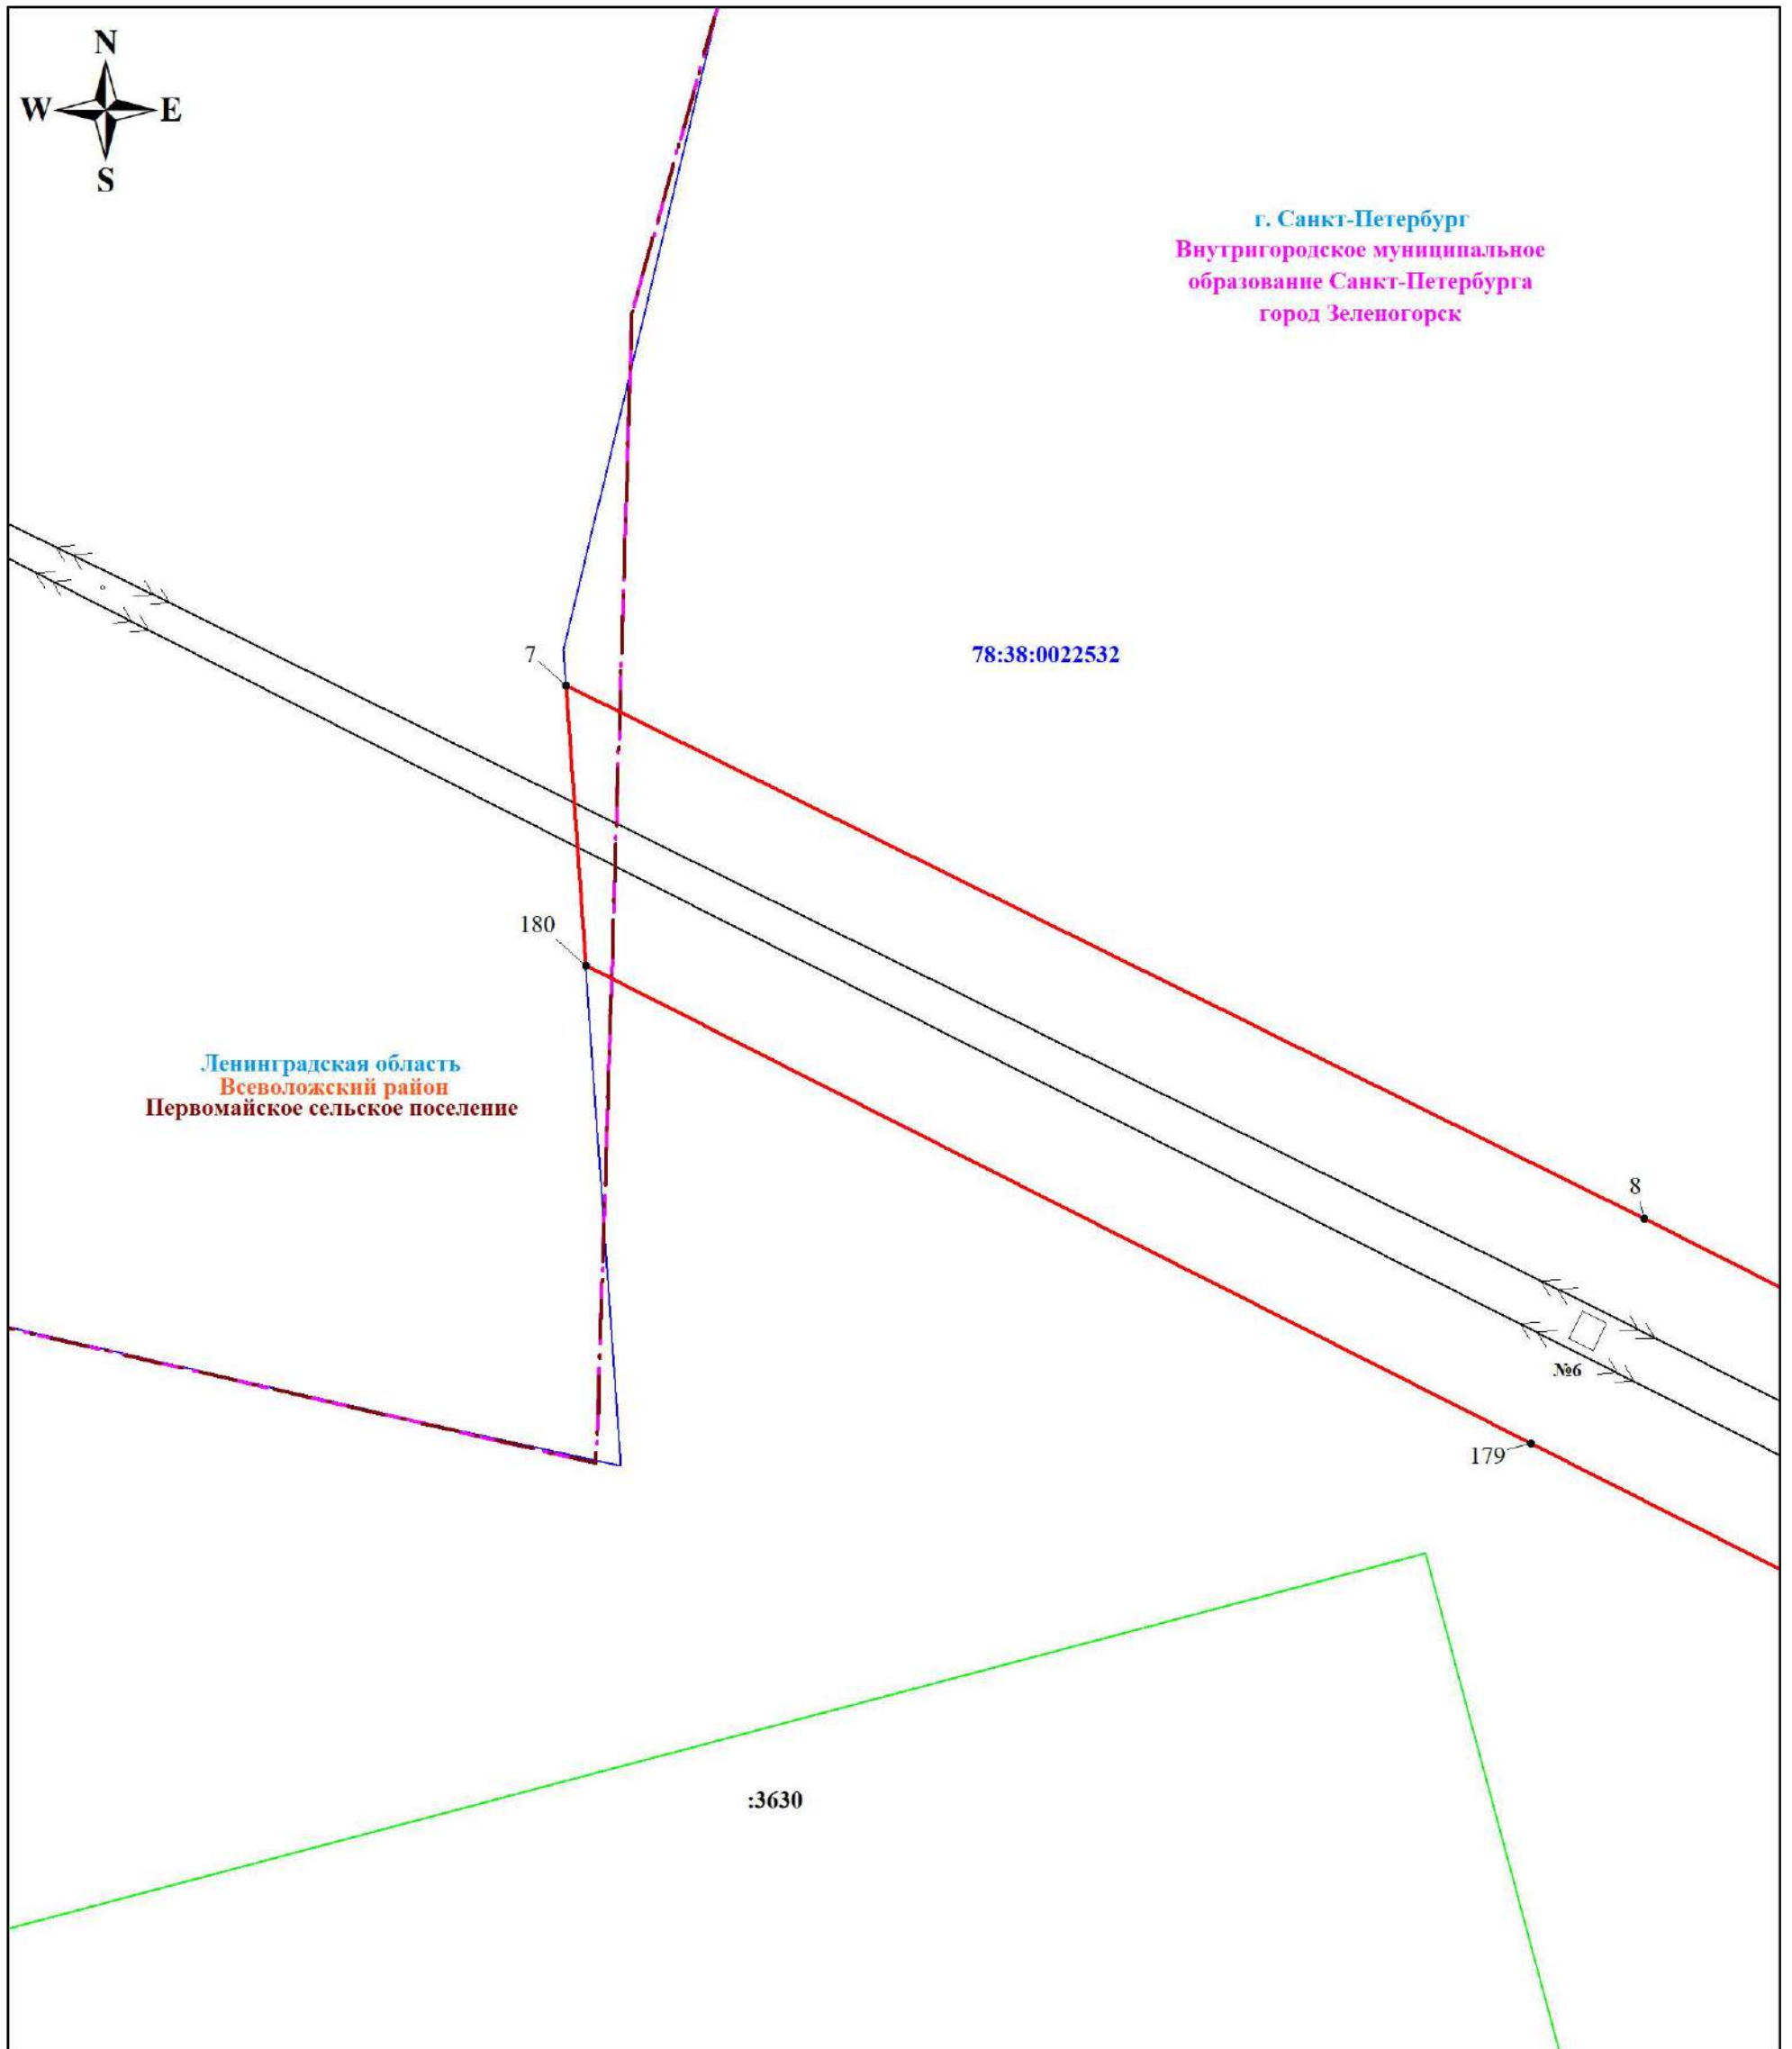 N
W E
S
г. Санкт-Петербург
Внутригородское муниципальное
образование Санкт-Петербурга
город Зеленогорск
7
78:38:0022532
180
Ленинградская область
Всеволожский район
Первомайское сельское поселение
8
№6
179
:3630